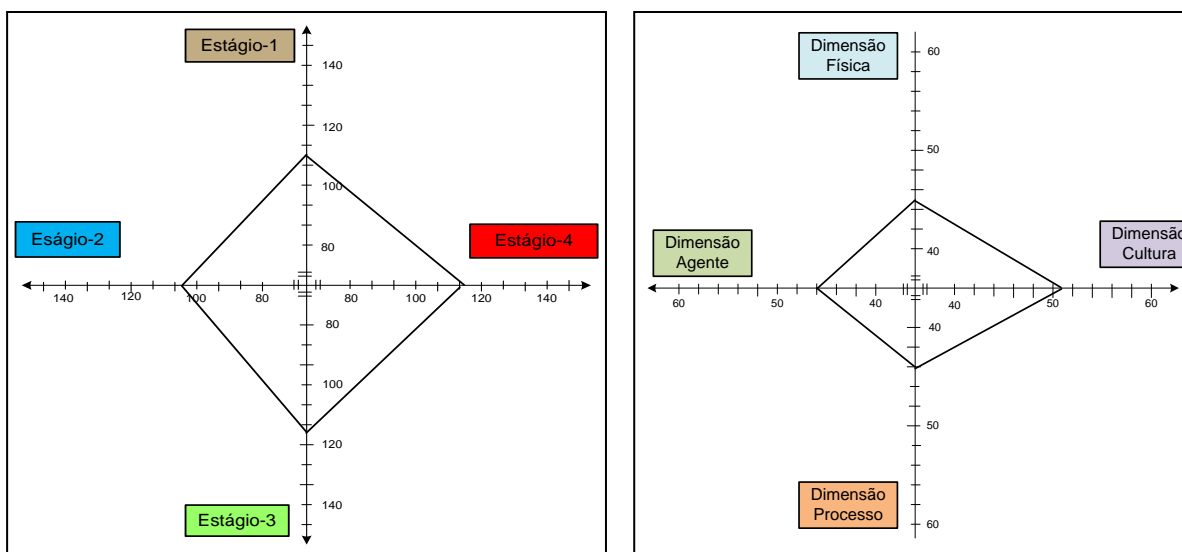 Estágio-1
140
120
100
80
Eságio-2
Estágio-4
140 120 100 80 80 100 120 140
80
100
120
140
Estágio-3
Dimensão
Física
60
50
40
Dimensão
Agente
Dimensão
Cultura
60 50 40 40 50 60
40
50
60
Dimensão
Processo